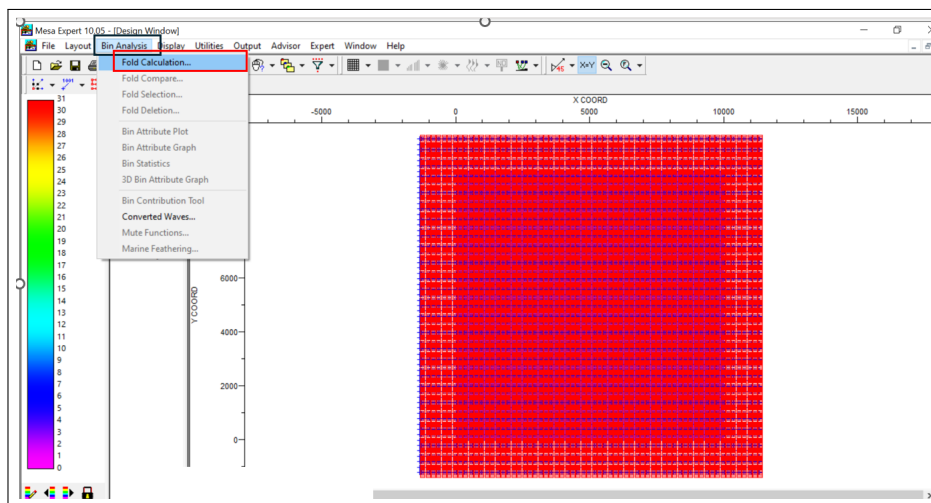 Mesa Expert 10.05 - [Design Window]
File Layout Bin Analysis Display Utilities Output Advisor Expert Window Help
Fold Calculation...
Fold Compare...
Fold Selection...
Fold Deletion...
Bin Attribute Plot
Bin Attribute Graph
Bin Statistics
3D Bin Attribute Graph
Bin Contribution Tool
Converted Waves...
Mute Functions...
Marine Feathering...
X=Y
31
30
29
28
27
26
25
24
23
22
21
20
19
18
17
16
15
14
13
12
11
10
9
8
7
6
5
4
3
2
1
0
X COORD
-5000 0 5000 10000 15000
Y COORD
6000
4000
2000
0